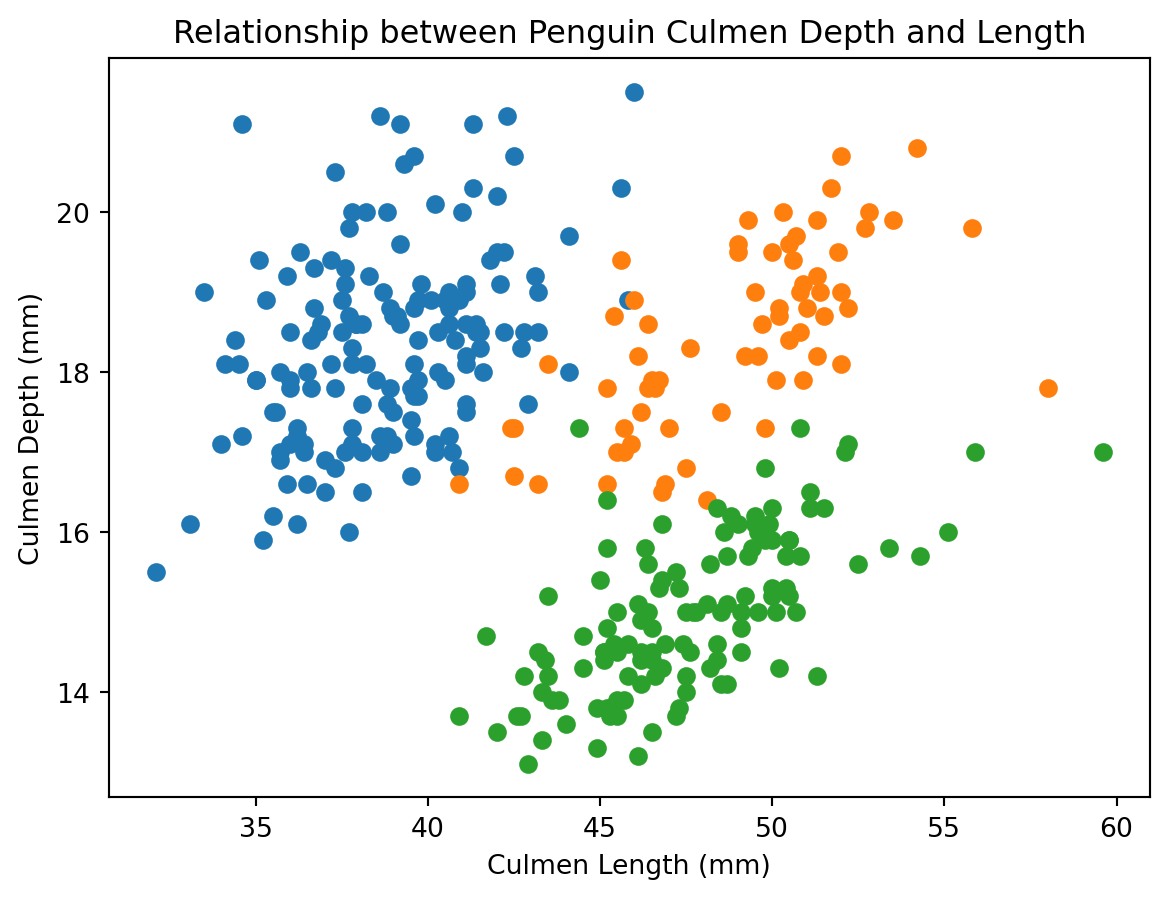 Relationship between Penguin Culmen Depth and Length
Culmen Depth (mm)
20
18
16
14
35 40 45 50 55 60
Culmen Length (mm)